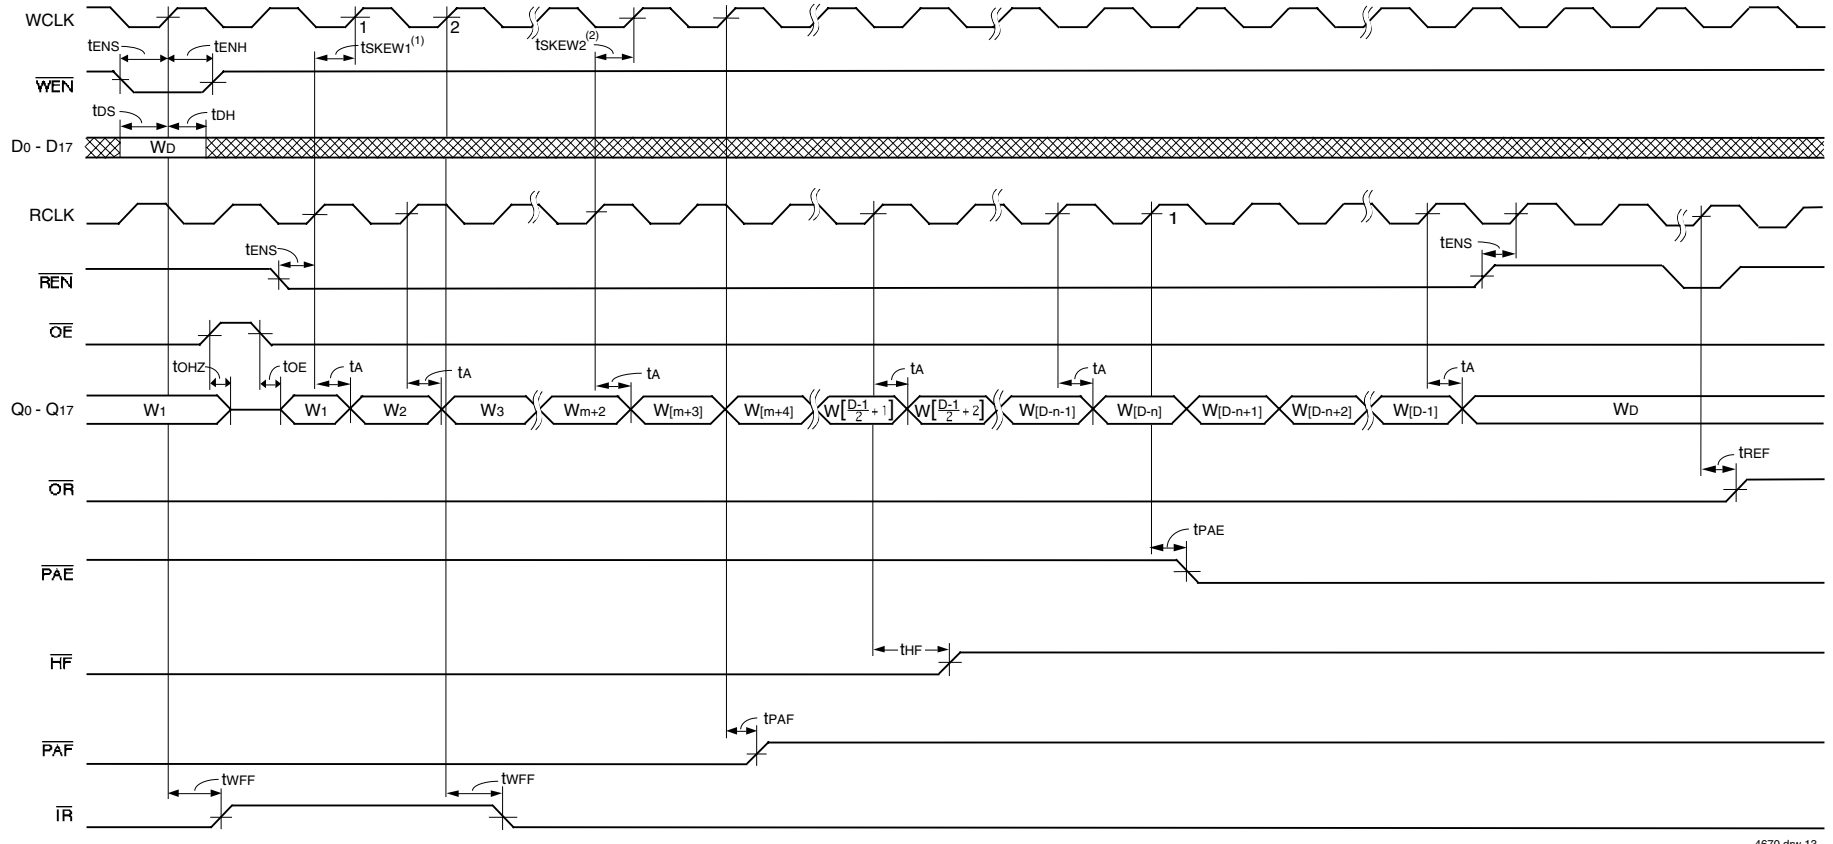 WCLK 1 2
tENS tENH tSKEW1(1) tSKEW2(2)
WEN
tDS tDH
D0 - D17 WD
RCLK 1
tENS tENS
REN
OE
tOHZ tOE tA tA tA tA tA tA
Q0 - Q17 W1 W1 W2 W3 Wm+2 W[m+3] W[m+4] W[D-1/2 + 1] W[D-1/2 + 2] W[D-n-1] W[D-n] W[D-n+1] W[D-n+2] W[D-1] WD
tREF
OR
tPAE
PAE
tHF
HF
tPAF
PAF
tWFF tWFF
IR